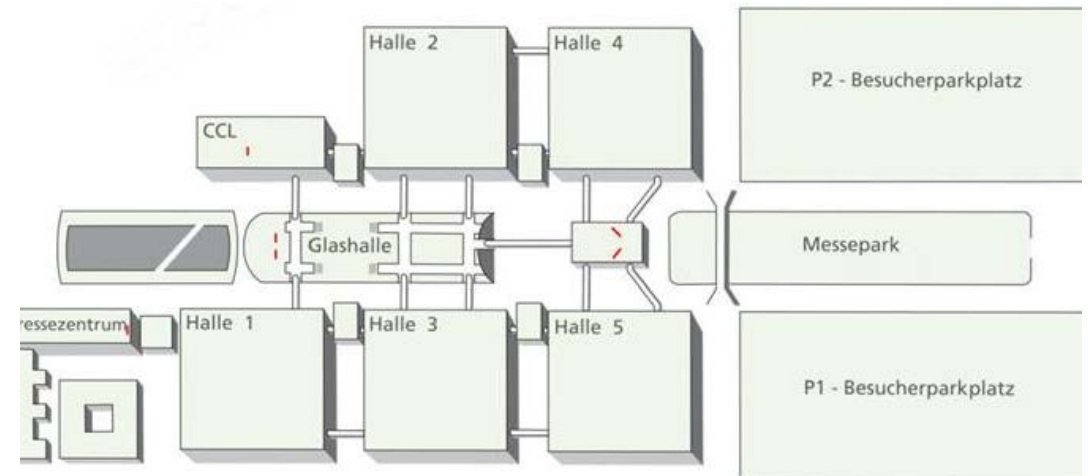 Halle 2
Halle 4
P2 - Besucherparkplatz
CCL
Glashalle
Messepark
ressezentrum
Halle 1
Halle 3
Halle 5
P1 - Besucherparkplatz